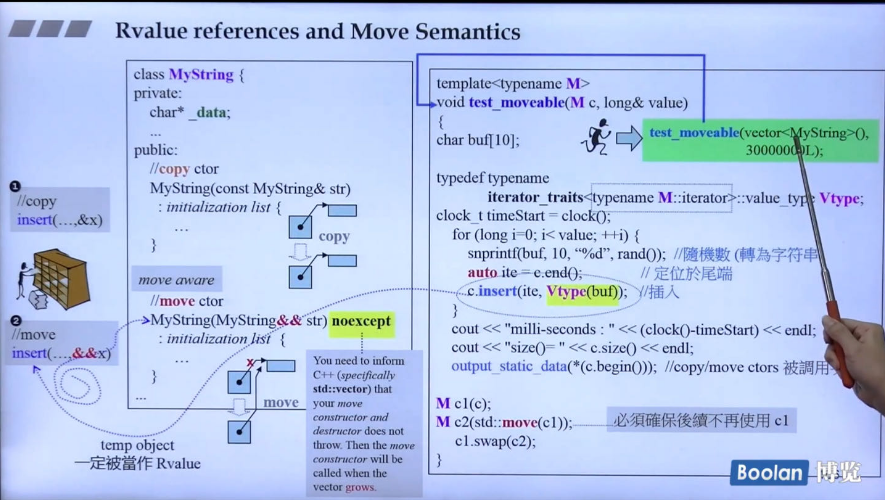 Rvalue references and Move Semantics
❶
//copy
insert(…,&x)
❷
//move
insert(…,&&x)
temp object
一定被當作 Rvalue
class MyString {
private:
char* _data;
...
public:
//copy ctor
MyString(const MyString& str)
: initialization list {
...
}
copy
move aware
//move ctor
MyString(MyString&& str) noexcept
: initialization list {
...
}
...
x
move
You need to inform
C++ (specifically
std::vector) that
your move
constructor and
destructor does not
throw. Then the move
constructor will be
called when the
vector grows.
template<typename M>
void test_moveable(M c, long& value)
{
char buf[10];
test_moveable(vector<MyString>(),
30000000L);
typedef typename
iterator_traits<typename M::iterator>::value_type Vtype;
clock_t timeStart = clock();
for (long i=0; i< value; ++i) {
snprintf(buf, 10, "%d", rand()); //隨機數 (轉為字符串
auto ite = c.end(); // 定位於尾端
c.insert(ite, Vtype(buf)); //插入
}
cout << "milli-seconds : " << (clock()-timeStart) << endl;
cout << "size()= " << c.size() << endl;
output_static_data(*(c.begin())); //copy/move ctors 被調用
M c1(c);
M c2(std::move(c1));
必須確保後續不再使用 c1
c1.swap(c2);
}
Boolan 博览